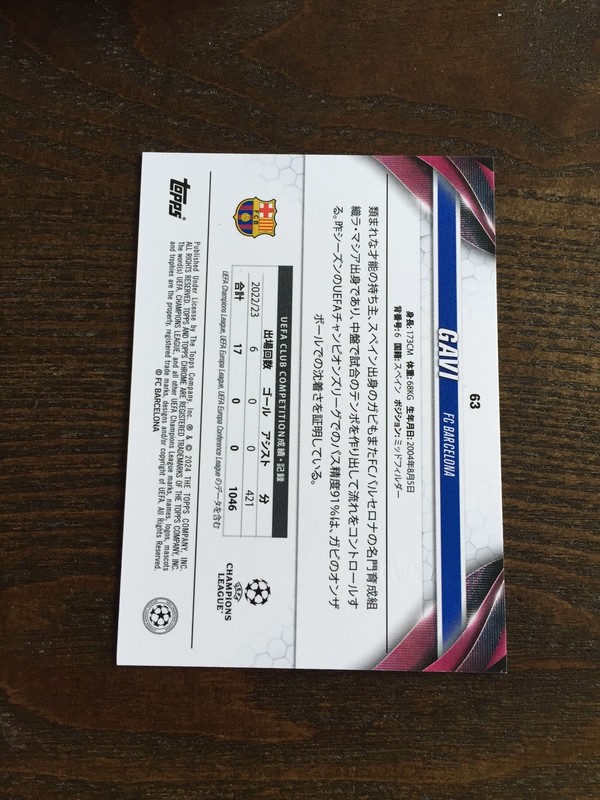 63
GAVI FC BARCELONA
身長: 173CM 体重: 68KG 生年月日: 2004年8月5日
背番号: 6 国籍: スペイン ポジション: ミッドフィルダー
類まれな才能の持ち主、スペイン出身のガビもまたFCバルセロナの名門育成組
織ラ・マシア出身であり、中盤で試合のテンポを作り出して流れをコントロールす
る。昨シーズンのUEFAチャンピオンズリーグでのパス精度91%は、ガビのオンザ
ボールでの沈着さを証明している。
UEFA CLUB COMPETITION成績・記録
出場回数 ゴール アシスト 分
2022/23 6 0 0 421
合計 17 0 0 1046
UEFA Champions League, UEFA Europa League, UEFA Europa Conference League のデータを含む
UEFA
CHAMPIONS
LEAGUE
topps
Published Under License by The Topps Company, Inc. ® & © 2024 THE TOPPS COMPANY, INC.
ALL RIGHTS RESERVED. TOPPS AND TOPPS CHROME ARE REGISTERED TRADEMARKS OF THE TOPPS COMPANY, INC.
The word(s) UEFA, CHAMPIONS LEAGUE, and all other UEFA Champions League marks, names, logos, mascots
and trophies are the property, registered trade marks, designs and/or copyright of UEFA. All Rights Reserved.
© FC BARCELONA